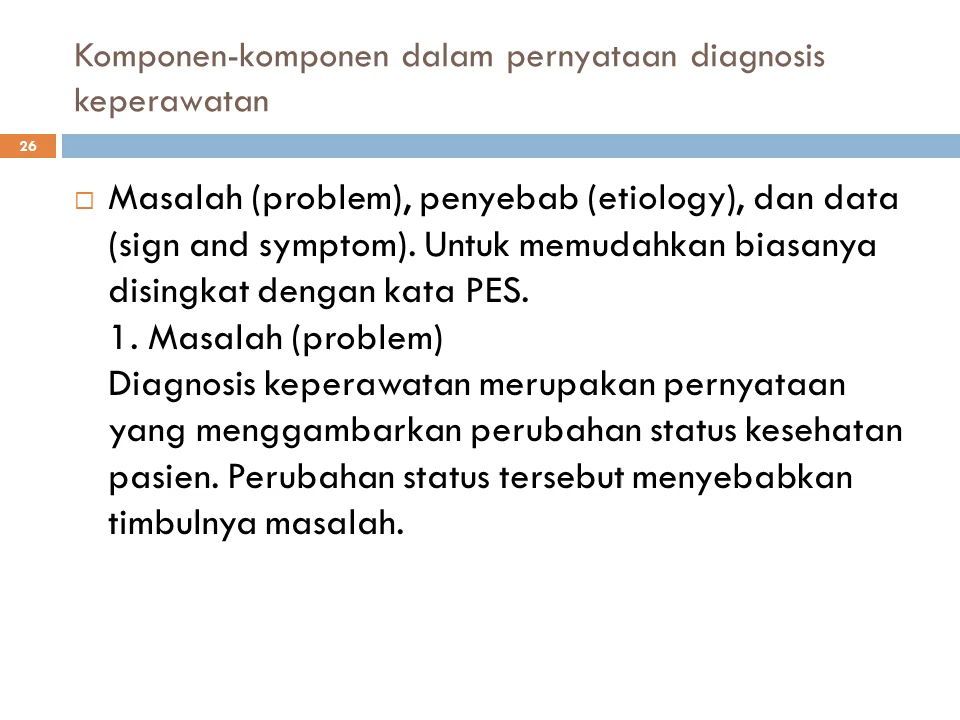 Komponen-komponen dalam pernyataan diagnosis
keperawatan
26
Masalah (problem), penyebab (etiology), dan data
(sign and symptom). Untuk memudahkan biasanya
disingkat dengan kata PES.
1. Masalah (problem)
Diagnosis keperawatan merupakan pernyataan
yang menggambarkan perubahan status kesehatan
pasien. Perubahan status tersebut menyebabkan
timbulnya masalah.